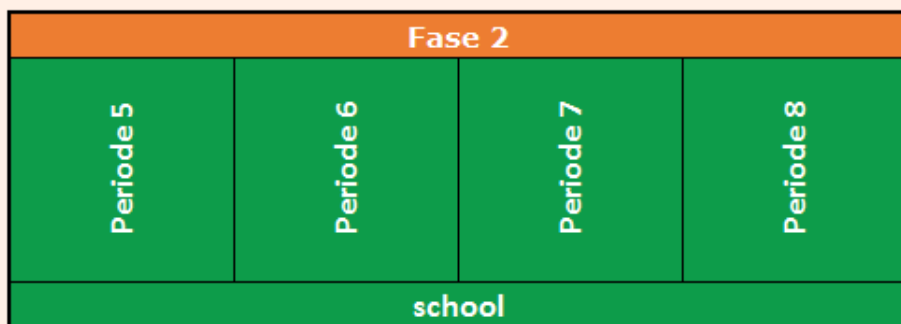 Fase 2
Periode 5
Periode 6
Periode 7
Periode 8
school